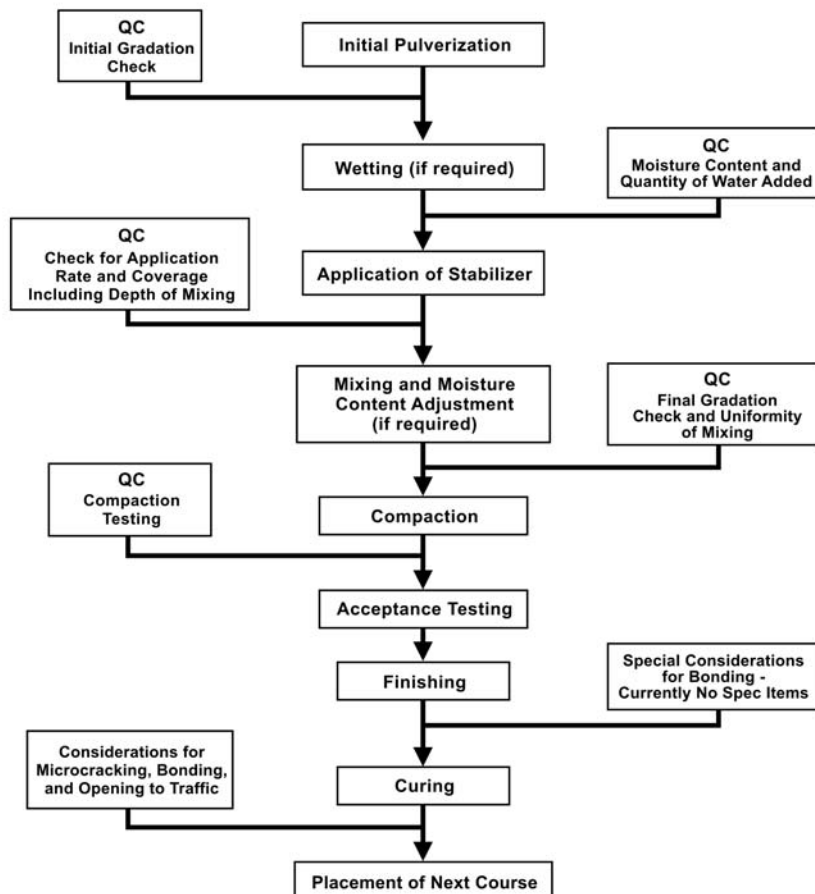 QC
Initial Gradation
Check
Initial Pulverization
Wetting (if required)
QC
Moisture Content and
Quantity of Water Added
QC
Check for Application
Rate and Coverage
Including Depth of Mixing
Application of Stabilizer
Mixing and Moisture
Content Adjustment
(if required)
QC
Final Gradation
Check and Uniformity
of Mixing
QC
Compaction
Testing
Compaction
Acceptance Testing
Finishing
Special Considerations
for Bonding -
Currently No Spec Items
Considerations for
Microcracking, Bonding,
and Opening to Traffic
Curing
Placement of Next Course